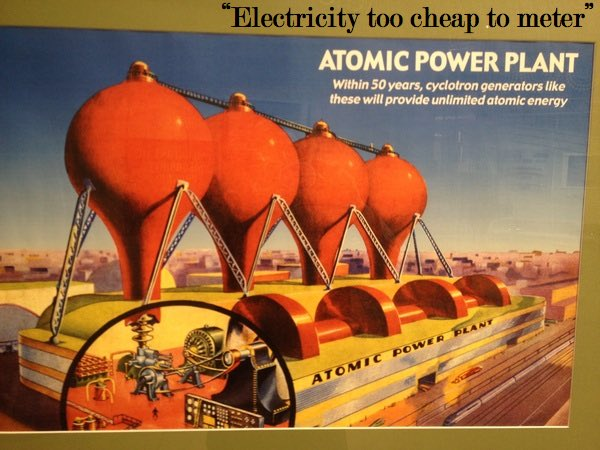 “Electricity too cheap to meter”
ATOMIC POWER PLANT
Within 50 years, cyclotron generators like
these will provide unlimited atomic energy
ATOMIC POWER PLANT